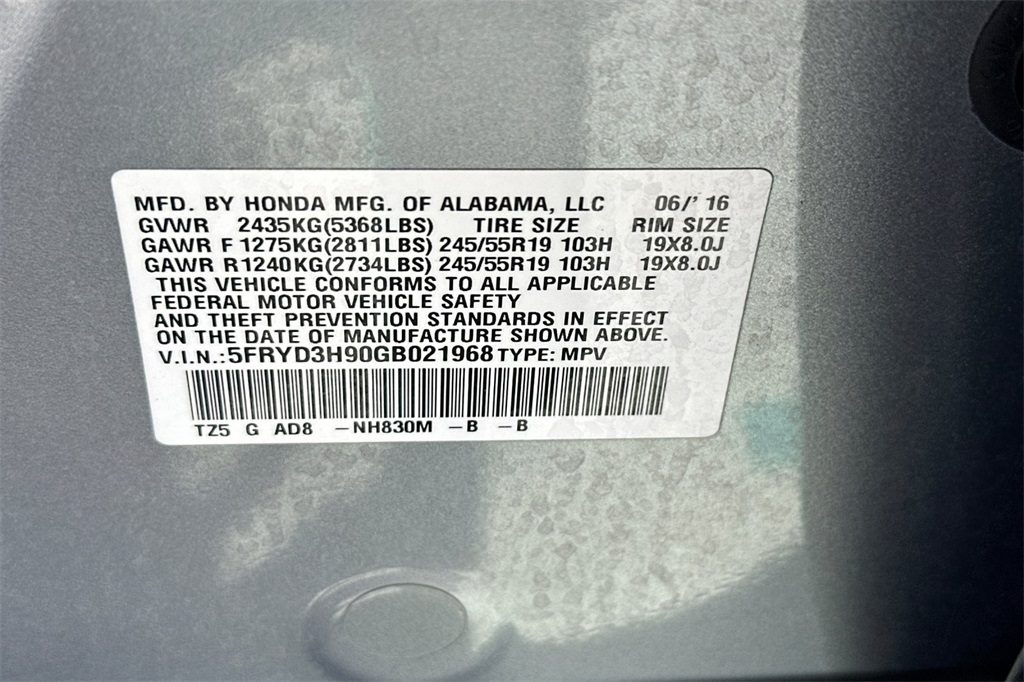 MFD. BY HONDA MFG. OF ALABAMA, LLC 06/' 16
GVWR 2435KG(5368LBS) TIRE SIZE RIM SIZE
GAWR F 1275KG(2811LBS) 245/55R19 103H 19X8.0J
GAWR R1240KG(2734LBS) 245/55R19 103H 19X8.0J
THIS VEHICLE CONFORMS TO ALL APPLICABLE
FEDERAL MOTOR VEHICLE SAFETY
AND THEFT PREVENTION STANDARDS IN EFFECT
ON THE DATE OF MANUFACTURE SHOWN ABOVE.
V.I.N.:5FRYD3H90GB021968 TYPE: MPV
TZ5 G AD8 -NH830M -B -B